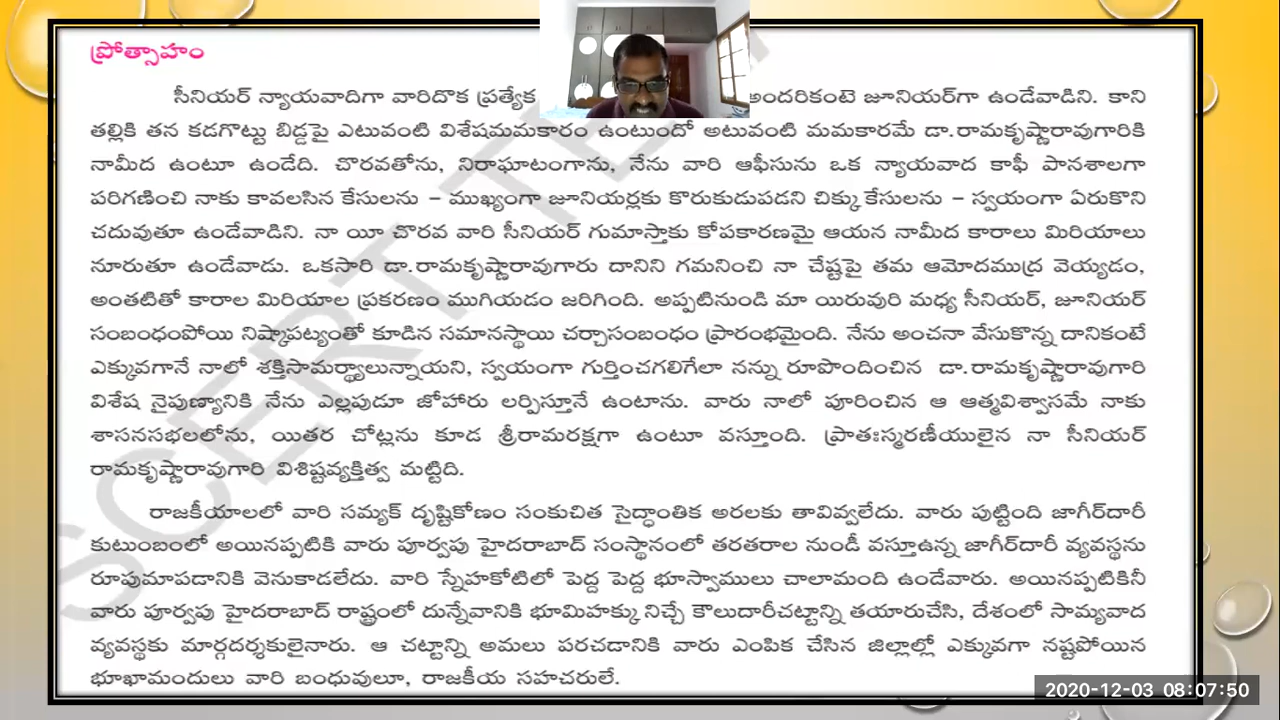 ప్రోత్సాహం
సీనియర్ న్యాయవాదిగా వారిదొక ప్రత్యేక అందరికంటె జూనియర్‌గా ఉండేవాడిని. కాని
తల్లికి తన కడగొట్టు బిడ్డపై ఎటువంటి విశేషమమకారం ఉంటుందో అటువంటి మమకారమే డా.రామకృష్ణారావుగారికి
నామీద ఉంటూ ఉండేది. చొరవతోను, నిరాఘాటంగాను, నేను వారి ఆఫీసును ఒక న్యాయవాద కాఫీ పానశాలగా
పరిగణించి నాకు కావలసిన కేసులను – ముఖ్యంగా జూనియర్లకు కొరుకుడుపడని చిక్కుకేసులను – స్వయంగా ఏరుకొని
చదువుతూ ఉండేవాడిని. నా యీ చొరవ వారి సీనియర్ గుమాస్తాకు కోపకారణమై ఆయన నామీద కారాలు మిరియాలు
నూరుతూ ఉండేవాడు. ఒకసారి డా.రామకృష్ణారావుగారు దానిని గమనించి నా చేష్టపై తమ ఆమోదముద్ర వెయ్యడం,
అంతటితో కారాల మిరియాల ప్రకరణం ముగియడం జరిగింది. అప్పటినుండి మా యిరువురి మధ్య సీనియర్, జూనియర్
సంబంధంపోయి నిష్కాపట్యంతో కూడిన సమానస్థాయి చర్చాసంబంధం ప్రారంభమైంది. నేను అంచనా వేసుకొన్న దానికంటే
ఎక్కువగానే నాలో శక్తిసామర్థ్యాలున్నాయని, స్వయంగా గుర్తించగలిగేలా నన్ను రూపొందించిన డా.రామకృష్ణారావుగారి
విశేష నైపుణ్యానికి నేను ఎల్లపుడూ జోహారు లర్పిస్తూనే ఉంటాను. వారు నాలో పూరించిన ఆ ఆత్మవిశ్వాసమే నాకు
శాసనసభలలోను, యితర చోట్లను కూడ శ్రీరామరక్షగా ఉంటూ వస్తూంది. ప్రాతఃస్మరణీయులైన నా సీనియర్
రామకృష్ణారావుగారి విశిష్టవ్యక్తిత్వ మట్టిది.
రాజకీయాలలో వారి సమ్యక్ దృష్టికోణం సంకుచిత సైద్ధాంతిక అరలకు తావివ్వలేదు. వారు పుట్టింది జాగీర్‌దారీ
కుటుంబంలో అయినప్పటికి వారు పూర్వపు హైదరాబాద్ సంస్థానంలో తరతరాల నుండీ వస్తూఉన్న జాగీర్‌దారీ వ్యవస్థను
రూపుమాపడానికి వెనుకాడలేదు. వారి స్నేహకోటిలో పెద్ద పెద్ద భూస్వాములు చాలామంది ఉండేవారు. అయినప్పటికినీ
వారు పూర్వపు హైదరాబాద్ రాష్ట్రంలో దున్నేవానికి భూమిహక్కు నిచ్చే కౌలుదారీచట్టాన్ని తయారుచేసి, దేశంలో సామ్యవాద
వ్యవస్థకు మార్గదర్శకులైనారు. ఆ చట్టాన్ని అమలు పరచడానికి వారు ఎంపిక చేసిన జిల్లాల్లో ఎక్కువగా నష్టపోయిన
భూఖామందులు వారి బంధువులూ, రాజకీయ సహచరులే.
SCERT TE
2020-12-03 08:07:50